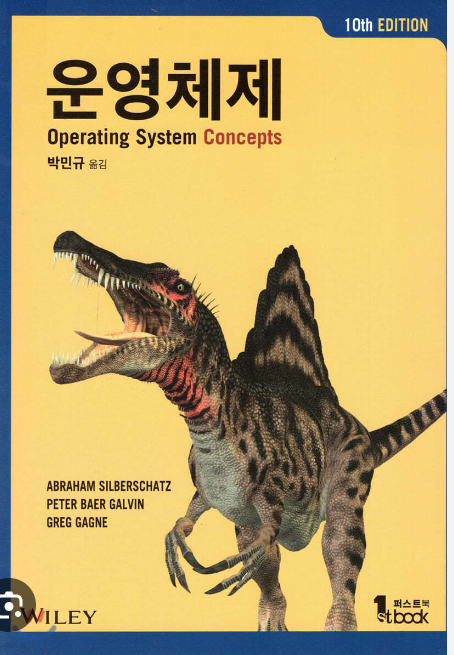 10th EDITION
운영체제
Operating System Concepts
박민규 옮김
ABRAHAM SILBERSCHATZ
PETER BAER GALVIN
GREG GAGNE
WILEY
퍼스트북
1st book